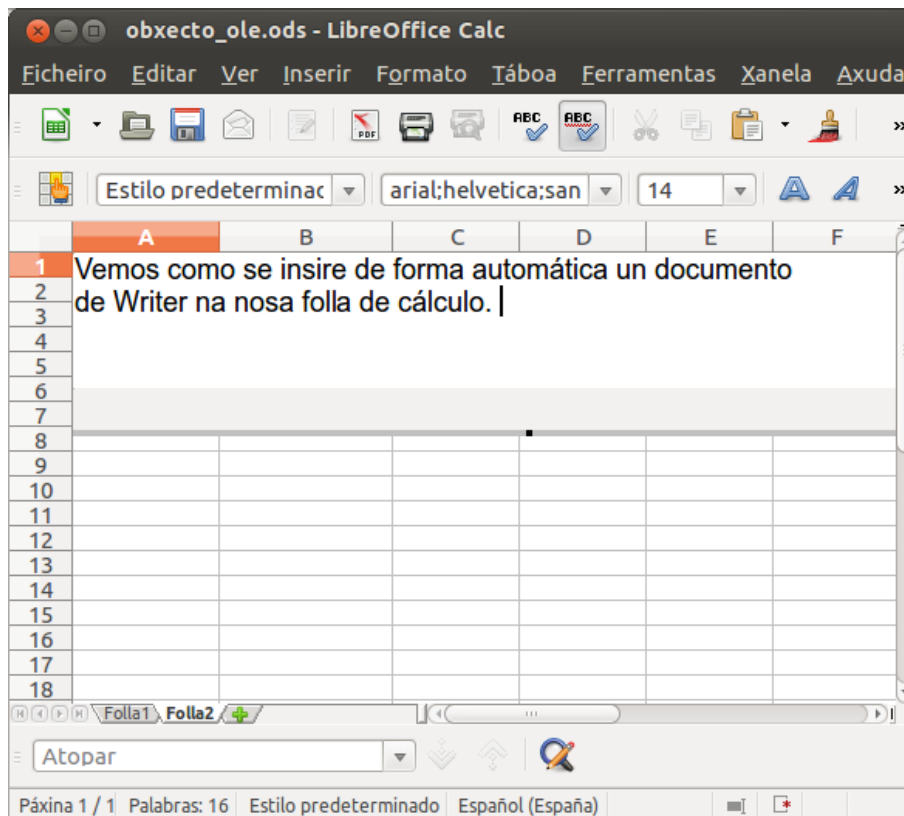 obxecto_ole.ods - LibreOffice Calc
Ficheiro Editar Ver Inserir Formato Táboa Ferramentas Xanela Axuda
PDF ABC ABC »
Estilo predeterminac arial;helvetica;san 14 A A »
A B C D E F
1 Vemos como se insire de forma automática un documento
2 de Writer na nosa folla de cálculo.
3
4
5
6
7
8
9
10
11
12
13
14
15
16
17
18
Folla1 Folla2
Atopar
Páxina 1 / 1 Palabras: 16 Estilo predeterminado Español (España)